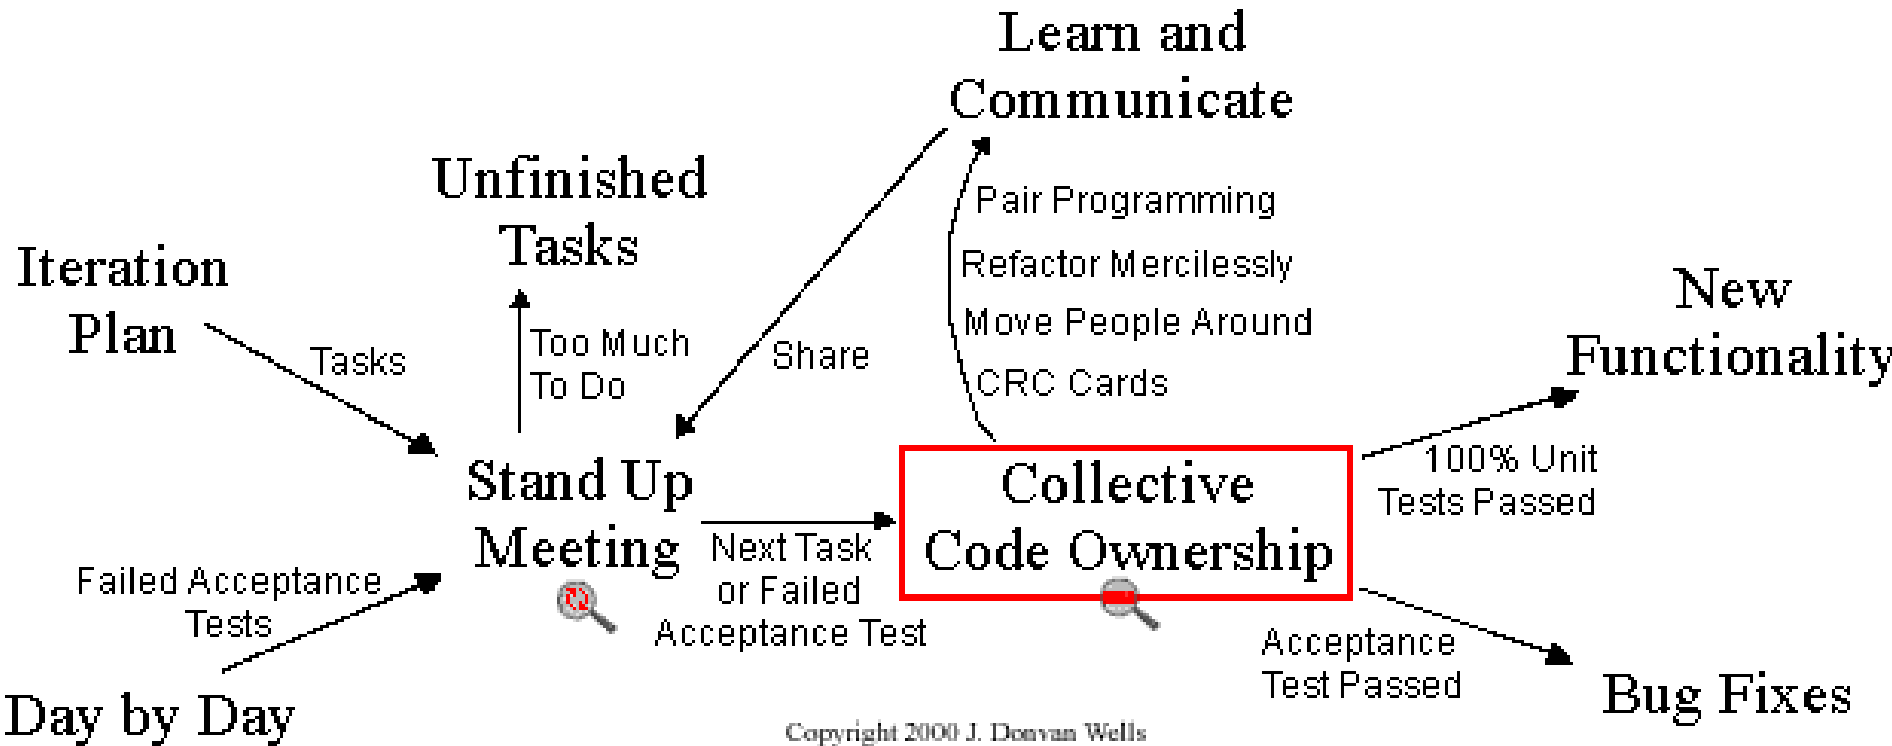 Learn and
Communicate
Unfinished
Tasks
Pair Programming
Iteration
Plan
Refactor Mercilessly
New
Functionality
Move People Around
Too Much
To Do
Tasks
Share
CRC Cards
100% Unit
Tests Passed
Stand Up
Meeting
Collective
Code Ownership
Next Task
or Failed
Acceptance Test
Failed Acceptance
Tests
Acceptance
Test Passed
Day by Day
Bug Fixes
Copyright 2000 J. Donvan Wells